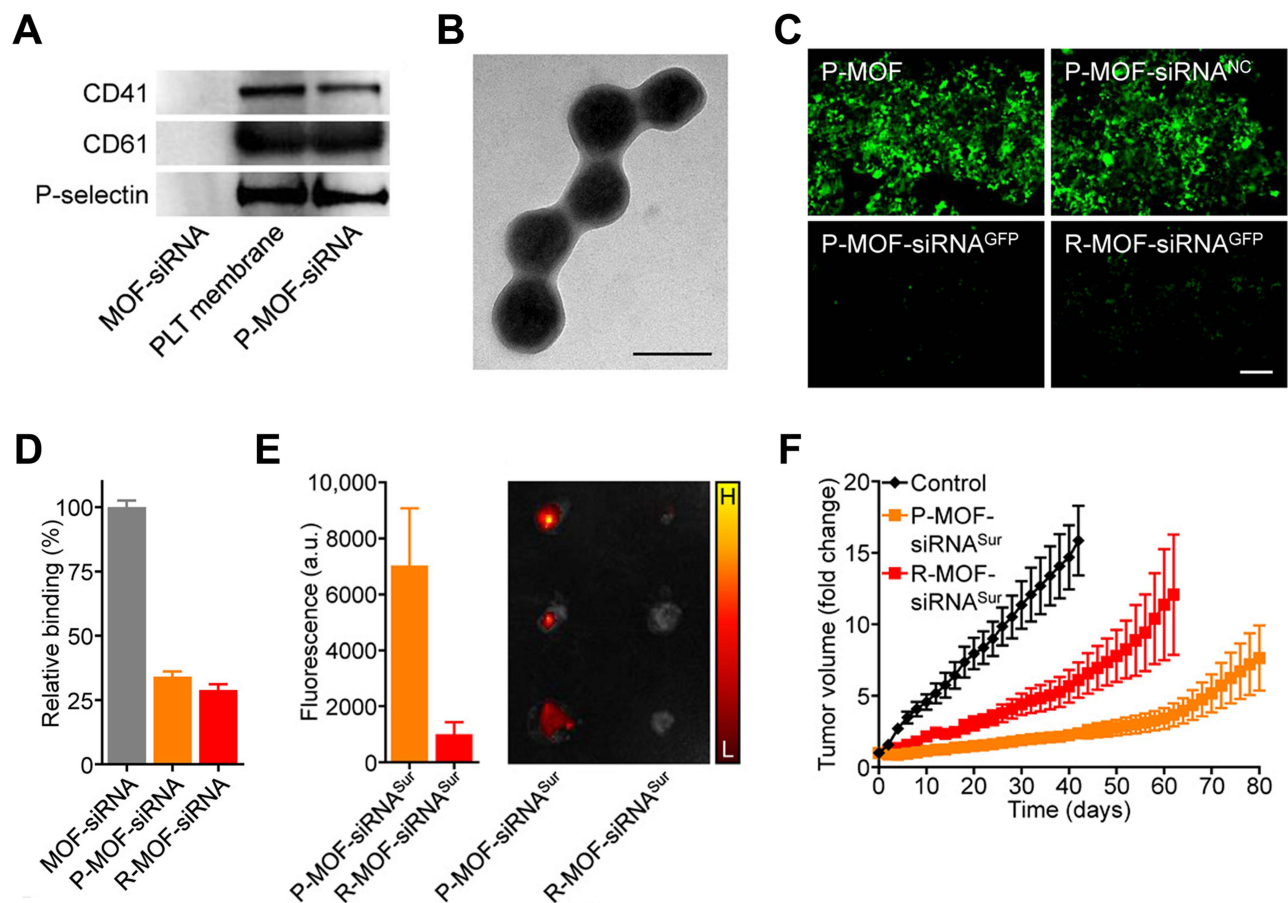 A
CD41
CD61
P-selectin
MOF-siRNA
PLT membrane
P-MOF-siRNA
B
C
P-MOF
P-MOF-siRNA^NC
P-MOF-siRNA^GFP
R-MOF-siRNA^GFP
D
Relative binding (%)
100
75
50
25
0
MOF-siRNA
P-MOF-siRNA
R-MOF-siRNA
E
Fluorescence (a.u.)
10,000
8000
6000
4000
2000
0
P-MOF-siRNA^Sur
R-MOF-siRNA^Sur
H
L
P-MOF-siRNA^Sur
R-MOF-siRNA^Sur
F
Tumor volume (fold change)
20
15
10
5
0
Control
P-MOF-
siRNA^Sur
R-MOF-
siRNA^Sur
0 10 20 30 40 50 60 70 80
Time (days)